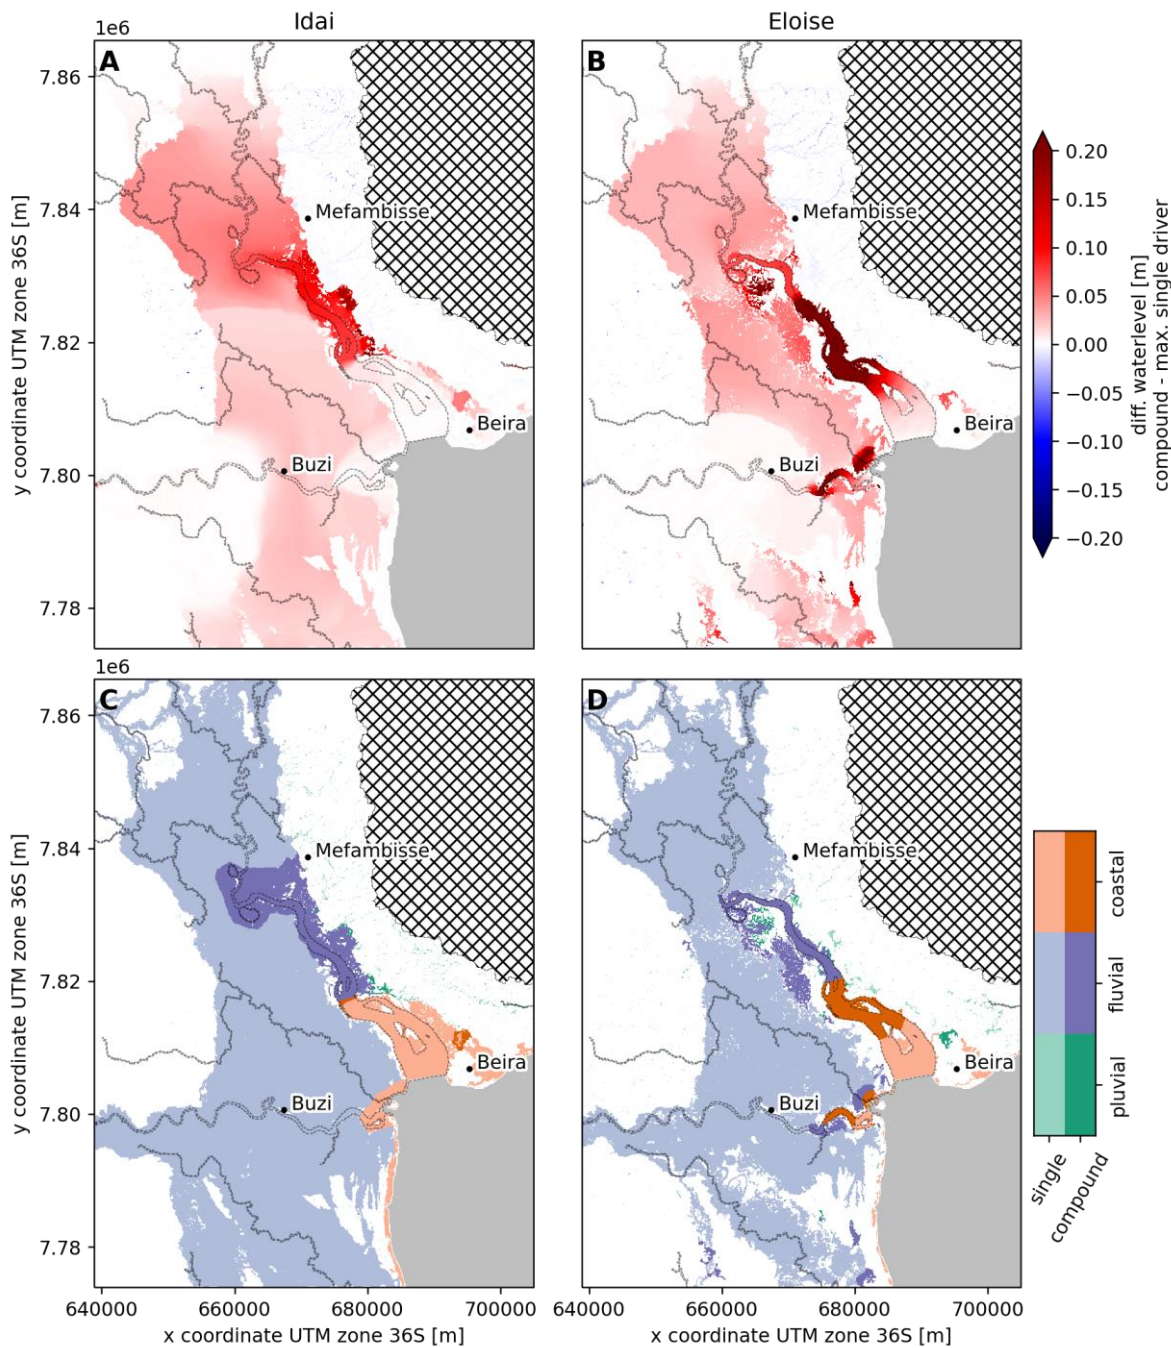 Idai
Eloise
1e6
A
B
7.86
7.84
7.82
7.80
7.78
y coordinate UTM zone 36S [m]
Mefambisse
Beira
Buzi
Mefambisse
Beira
Buzi
0.20
0.15
0.10
0.05
0.00
−0.05
−0.10
−0.15
−0.20
diff. waterlevel [m]
compound - max. single driver
1e6
C
D
7.86
7.84
7.82
7.80
7.78
y coordinate UTM zone 36S [m]
Mefambisse
Beira
Buzi
Mefambisse
Beira
Buzi
coastal
fluvial
pluvial
single
compound
640000
660000
680000
700000
640000
660000
680000
700000
x coordinate UTM zone 36S [m]
x coordinate UTM zone 36S [m]